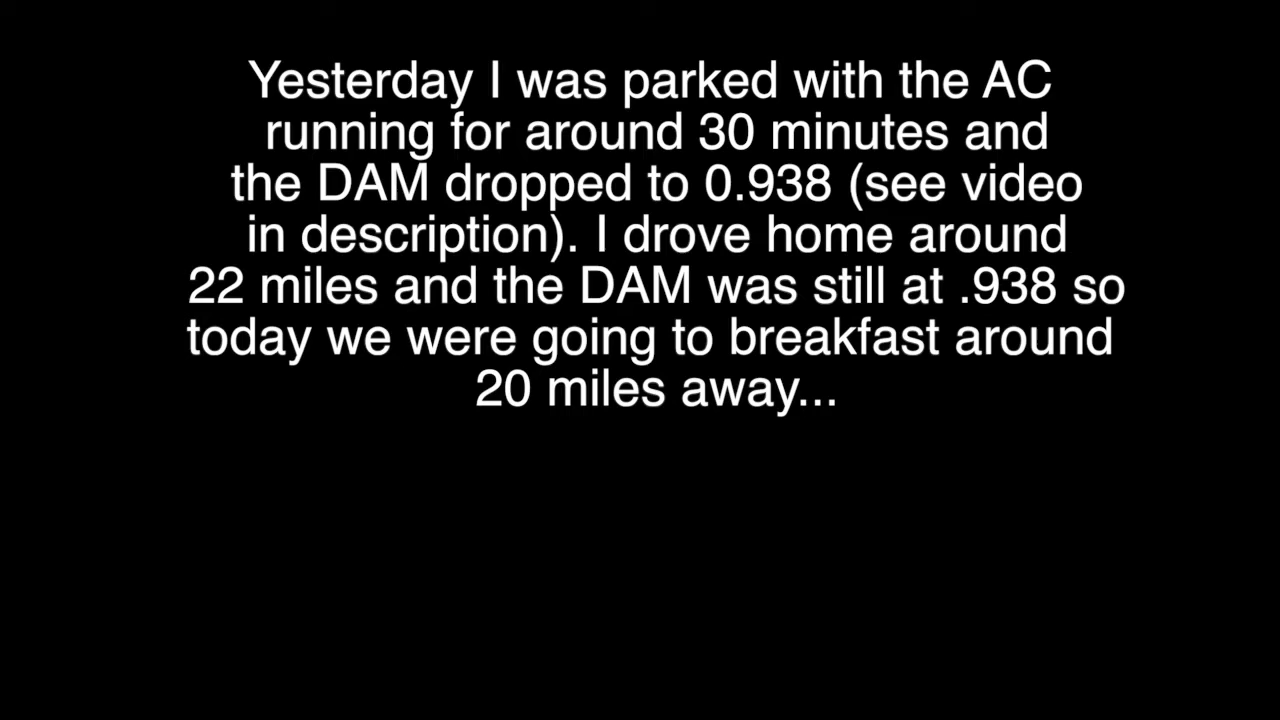 Yesterday I was parked with the AC
running for around 30 minutes and
the DAM dropped to 0.938 (see video
in description). I drove home around
22 miles and the DAM was still at .938 so
today we were going to breakfast around
20 miles away...